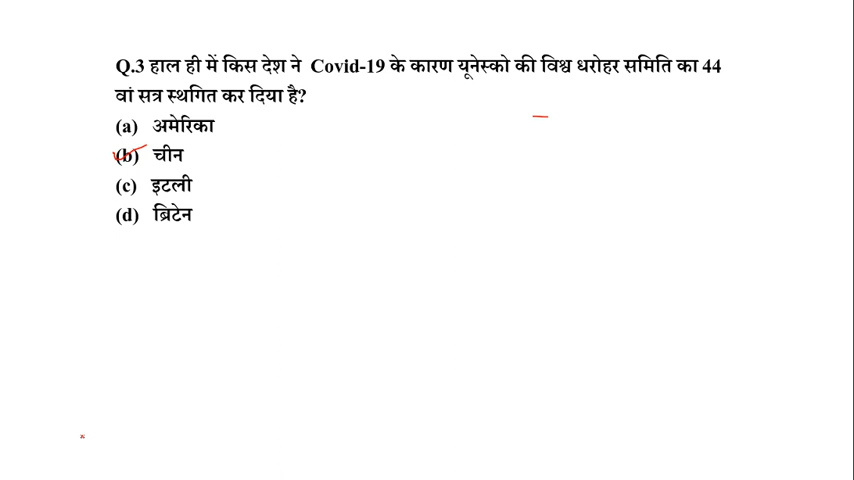 Q.3 हाल ही में किस देश ने Covid-19 के कारण यूनेस्को की विश्व धरोहर समिति का 44
वां सत्र स्थगित कर दिया है?
(a) अमेरिका
(b) चीन
(c) इटली
(d) ब्रिटेन